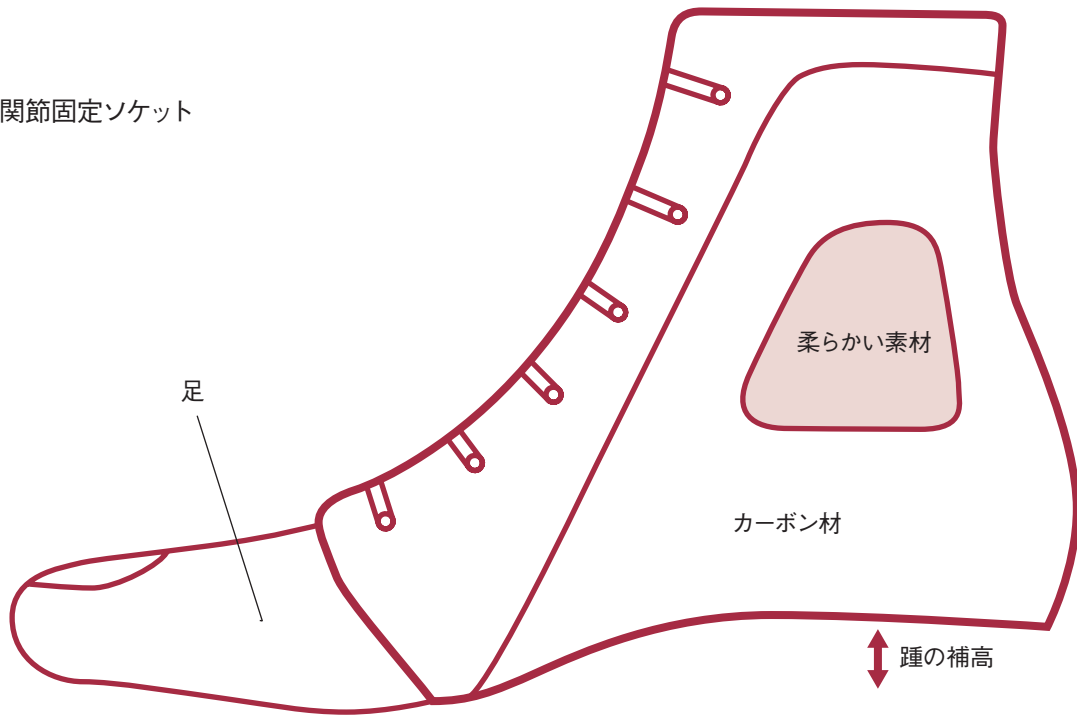 関節固定ソケット
柔らかい素材
足
カーボン材
踵の補高